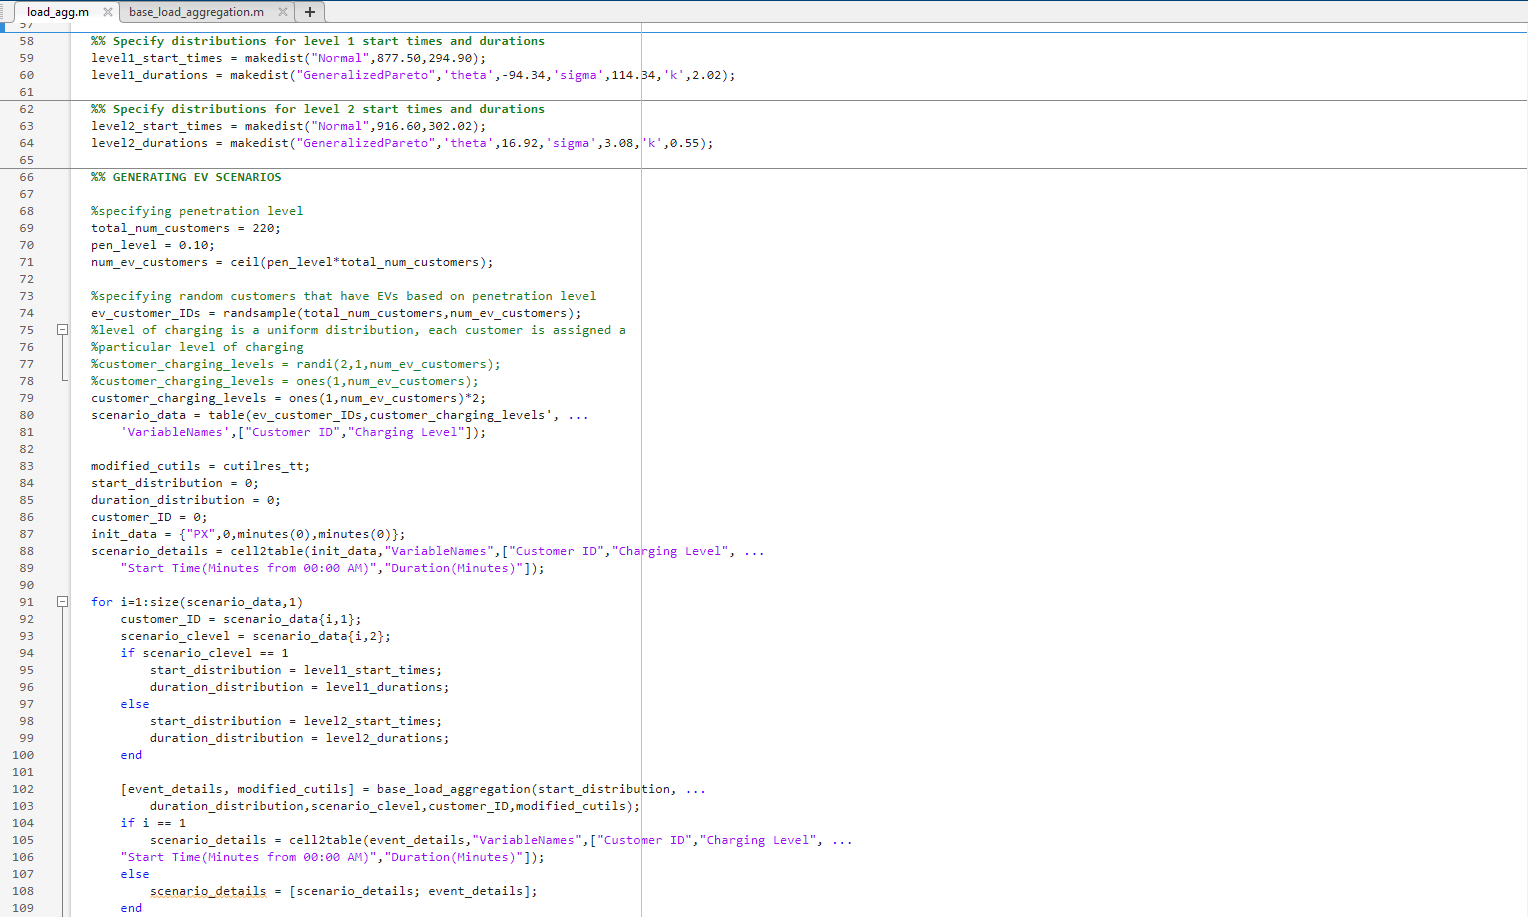 load_agg.m
base_load_aggregation.m
57
58 %% Specify distributions for level 1 start times and durations
59 level1_start_times = makedist("Normal",877.50,294.90);
60 level1_durations = makedist("GeneralizedPareto",'theta',-94.34,'sigma',114.34,'k',2.02);
61
62 %% Specify distributions for level 2 start times and durations
63 level2_start_times = makedist("Normal",916.60,302.02);
64 level2_durations = makedist("GeneralizedPareto",'theta',16.92,'sigma',3.08,'k',0.55);
65
66 %% GENERATING EV SCENARIOS
67
68 %specifying penetration level
69 total_num_customers = 220;
70 pen_level = 0.10;
71 num_ev_customers = ceil(pen_level*total_num_customers);
72
73 %specifying random customers that have EVs based on penetration level
74 ev_customer_IDs = randsample(total_num_customers,num_ev_customers);
75 %level of charging is a uniform distribution, each customer is assigned a
76 %particular level of charging
77 %customer_charging_levels = randi(2,1,num_ev_customers);
78 %customer_charging_levels = ones(1,num_ev_customers);
79 customer_charging_levels = ones(1,num_ev_customers)*2;
80 scenario_data = table(ev_customer_IDs,customer_charging_levels', ...
81 'VariableNames',["Customer ID","Charging Level"]);
82
83 modified_cutils = cutilres_tt;
84 start_distribution = 0;
85 duration_distribution = 0;
86 customer_ID = 0;
87 init_data = {"PX",0,minutes(0),minutes(0)};
88 scenario_details = cell2table(init_data,"VariableNames",["Customer ID","Charging Level", ...
89 "Start Time(Minutes from 00:00 AM)","Duration(Minutes)"]);
90
91 for i=1:size(scenario_data,1)
92 customer_ID = scenario_data{i,1};
93 scenario_clevel = scenario_data{i,2};
94 if scenario_clevel == 1
95 start_distribution = level1_start_times;
96 duration_distribution = level1_durations;
97 else
98 start_distribution = level2_start_times;
99 duration_distribution = level2_durations;
100 end
101
102 [event_details, modified_cutils] = base_load_aggregation(start_distribution, ...
103 duration_distribution,scenario_clevel,customer_ID,modified_cutils);
104 if i == 1
105 scenario_details = cell2table(event_details,"VariableNames",["Customer ID","Charging Level", ...
106 "Start Time(Minutes from 00:00 AM)","Duration(Minutes)"]);
107 else
108 scenario_details = [scenario_details; event_details];
109 end